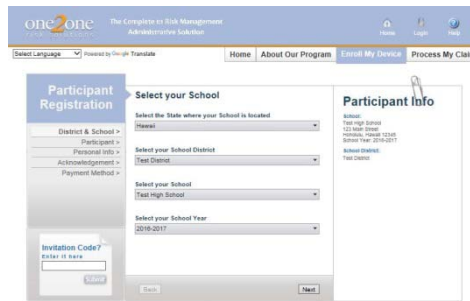 one2one
The Complete 1:1 Risk Management
Administrative Solution
Home Login Help
Select Language Powered by Google Translate
Home About Our Program Enroll My Device Process My Clai
Participant
Registration
District & School >
Participant >
Personal Info >
Acknowledgement >
Payment Method >
Invitation Code?
Enter it here
Submit
Select your School
Select the State where your School is located
Hawaii
Select your School District
Test District
Select your School
Test High School
Select your School Year
2016-2017
Back Next
Participant Info
School:
Test High School
123 Main Street
Honolulu, Hawaii 12345
School Year: 2016-2017
School District:
Test District